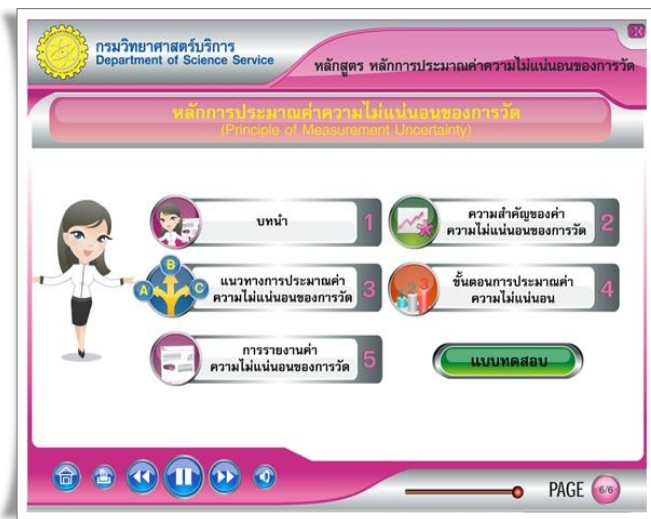 กรมวิทยาศาสตร์บริการ
Department of Science Service
หลักสูตร หลักการประมาณค่าความไม่แน่นอนของการวัด
หลักการประมาณค่าความไม่แน่นอนของการวัด
(Principle of Measurement Uncertainty)
บทนำ
1
ความสำคัญของค่า
ความไม่แน่นอนของการวัด
2
A B C
แนวทางการประมาณค่า
ความไม่แน่นอนของการวัด
3
1 2 3
ขั้นตอนการประมาณค่า
ความไม่แน่นอน
4
การรายงานค่า
ความไม่แน่นอนของการวัด
5
แบบทดสอบ
PAGE 6/6